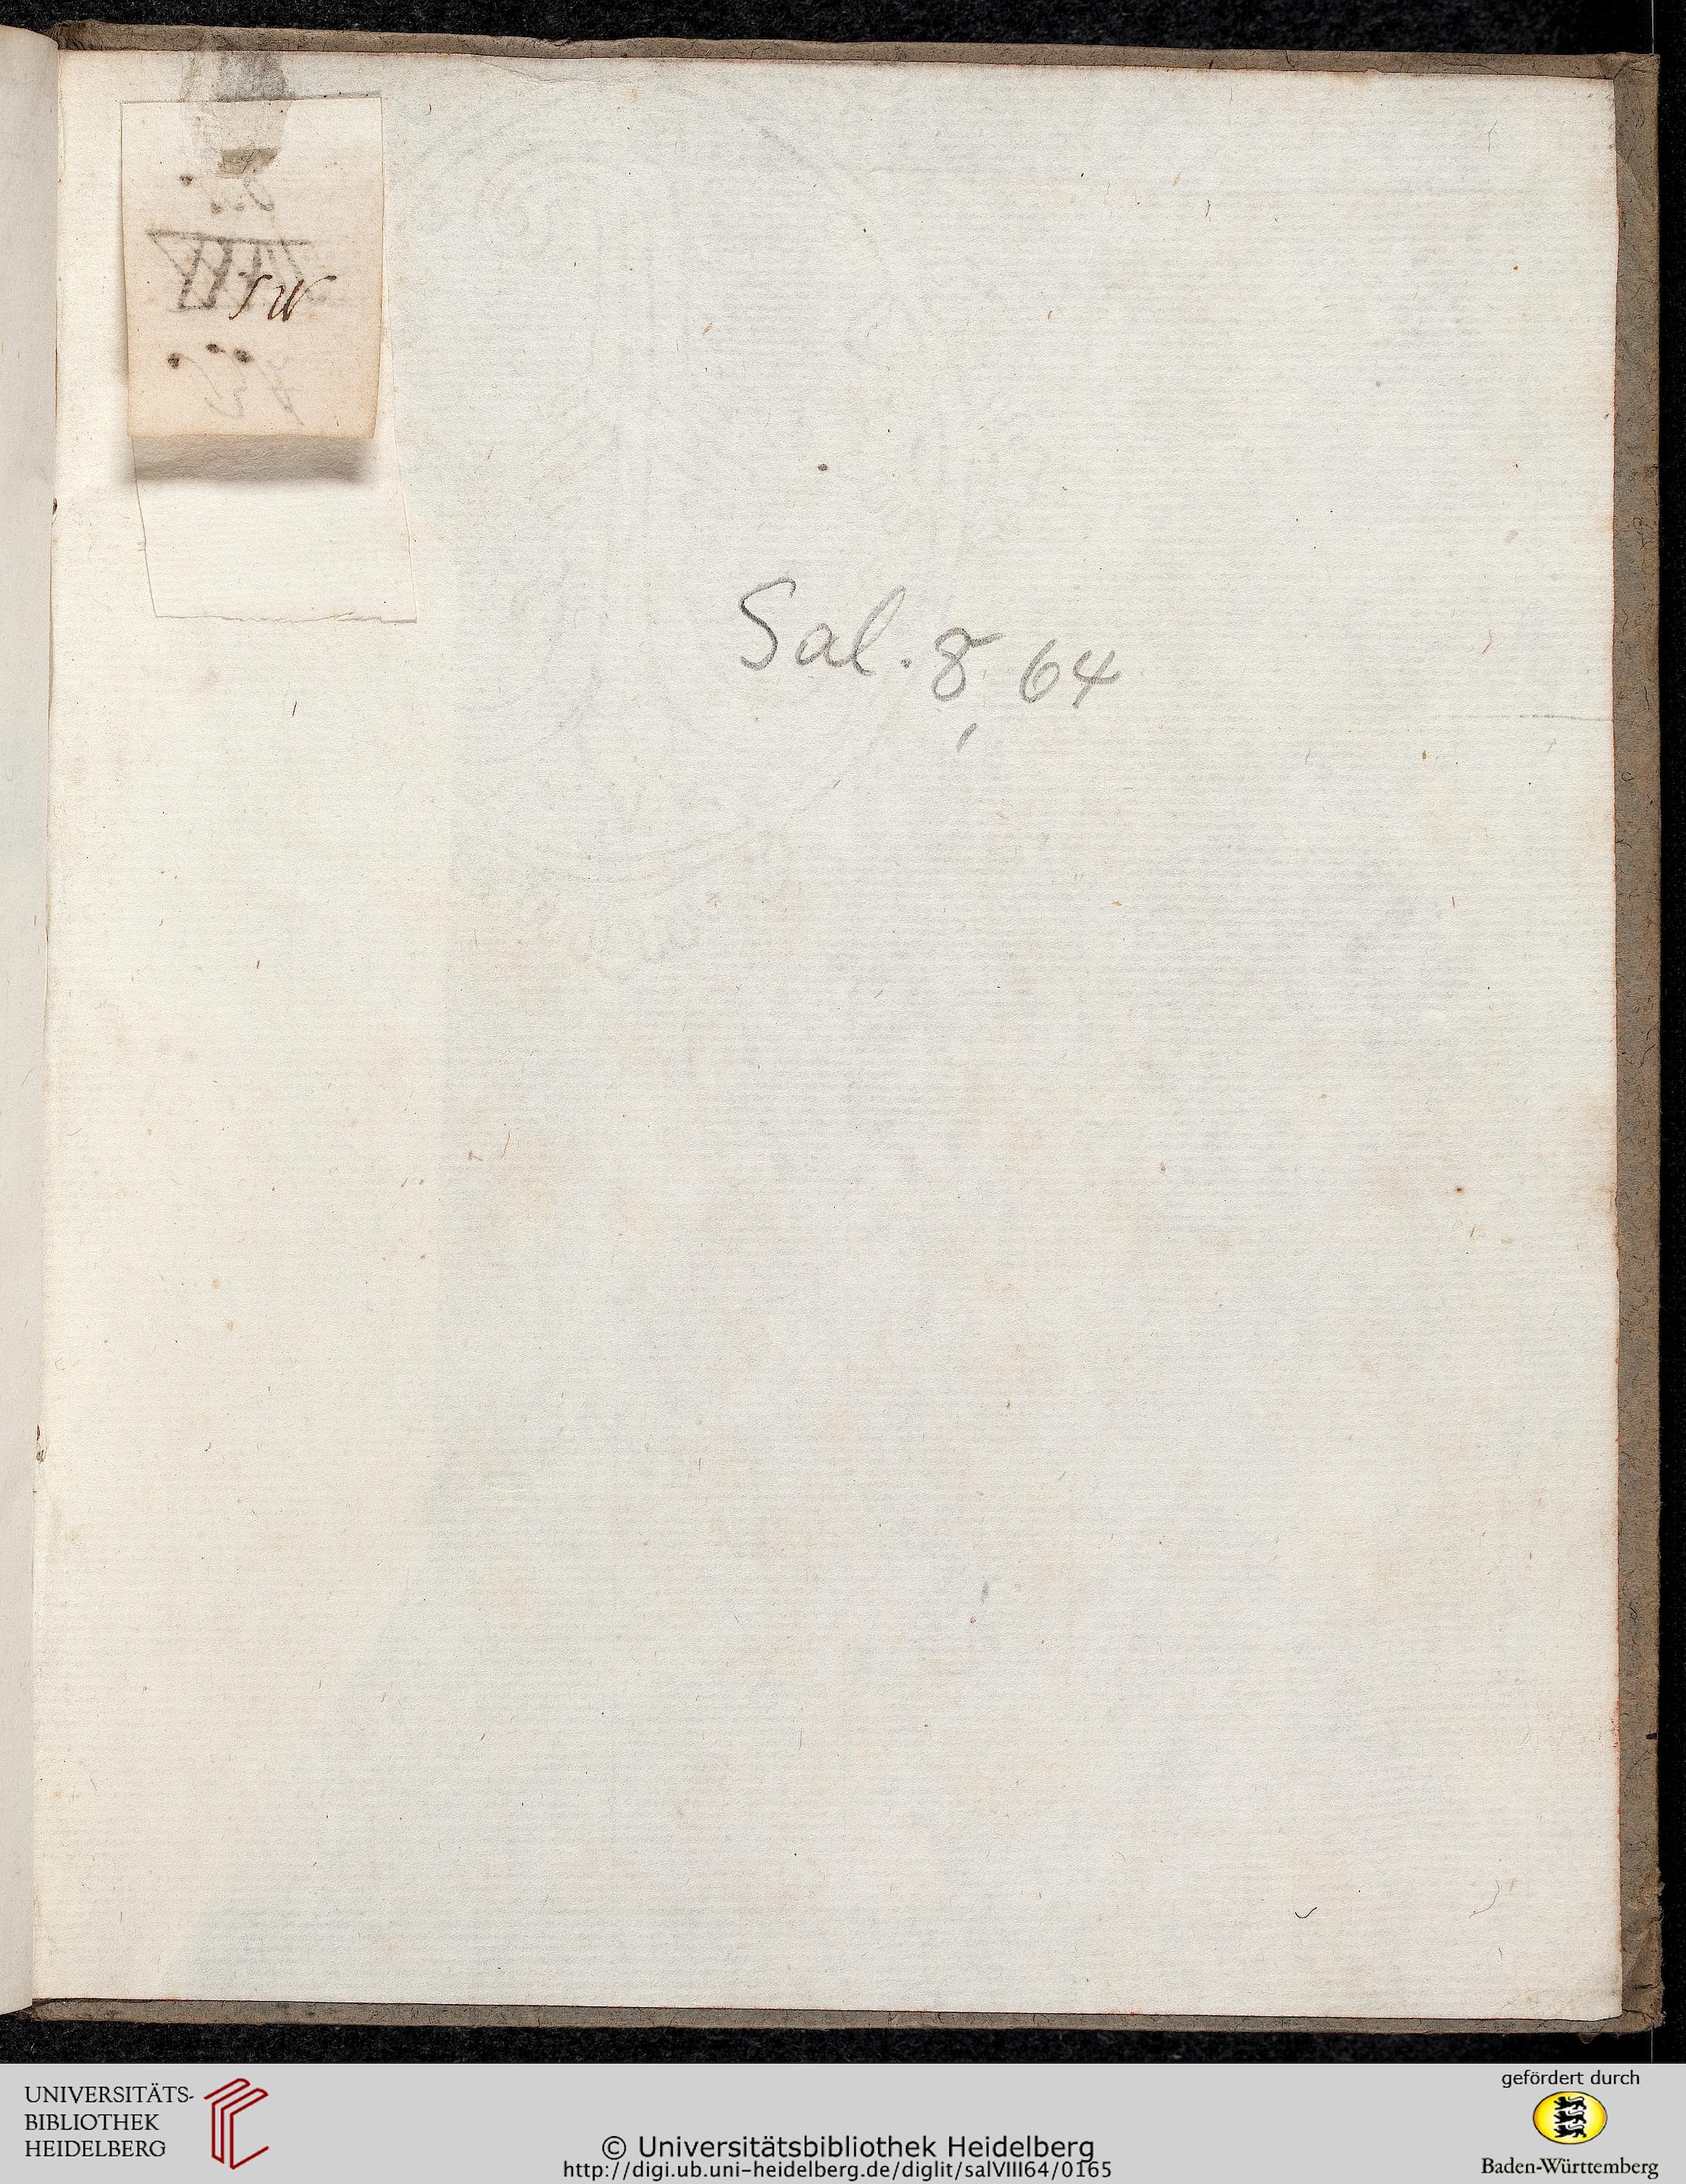 Sal. 8, 64
UNIVERSITÄTS-
BIBLIOTHEK
HEIDELBERG
© Universitätsbibliothek Heidelberg
http://digi.ub.uni-heidelberg.de/diglit/salVIII64/0165
gefördert durch
Baden-Württemberg